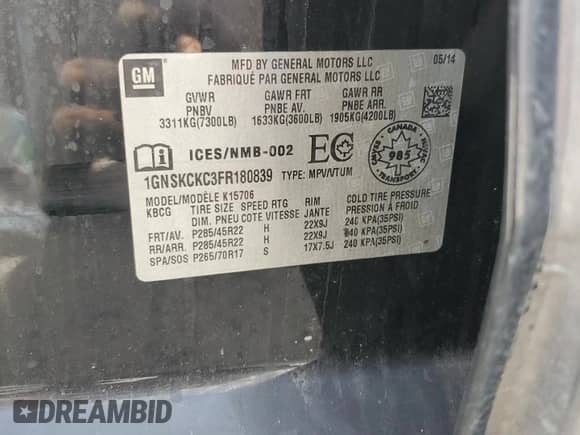 GM
MFD BY GENERAL MOTORS LLC 05/14
FABRIQUÉ PAR GENERAL MOTORS LLC
GVWR GAWR FRT GAWR RR
PNBV PNBE AV. PNBE ARR.
3311KG(7300LB) 1633KG(3600LB) 1905KG(4200LB)
ICES/NMB-002 EC
CANADA
985
1GNSKCKC3FR180839 TYPE: MPV/VTUM
MODEL/MODÈLE K15706
KBCG TIRE SIZE SPEED RTG RIM COLD TIRE PRESSURE
DIM. PNEU COTE VITESSE JANTE PRESSION À FROID
FRT/AV. P285/45R22 H 22X9J 240 KPA(35PSI)
RR/ARR. P285/45R22 H 22X9J 240 KPA(35PSI)
SPA/SOS P265/70R17 S 17X7.5J 240 KPA(35PSI)
DREAMBID